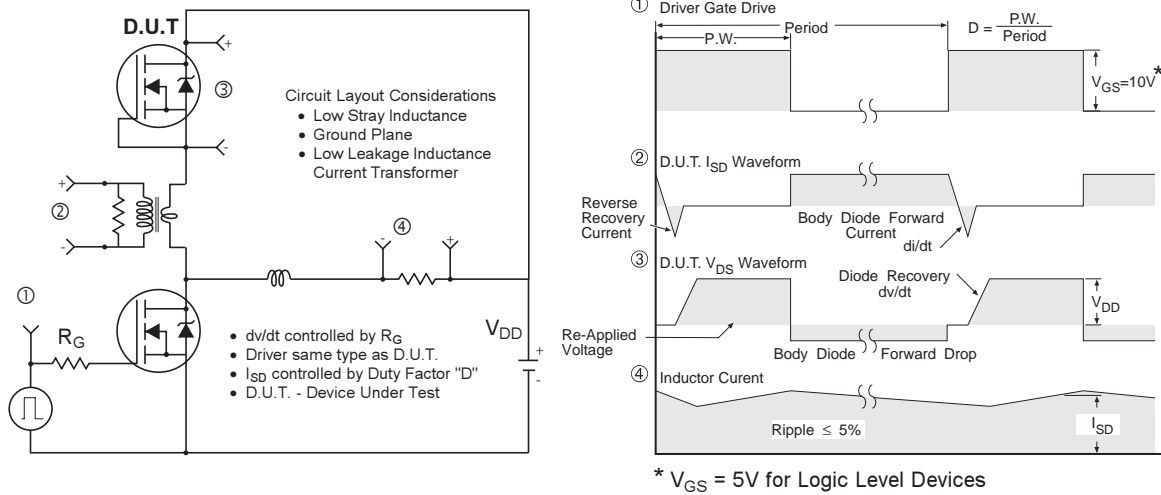 D.U.T
+
③
-
Circuit Layout Considerations
• Low Stray Inductance
• Ground Plane
• Low Leakage Inductance
Current Transformer
+
②
-
④
- +
①
R_G
• dv/dt controlled by R_G
• Driver same type as D.U.T.
• I_SD controlled by Duty Factor "D"
• D.U.T. - Device Under Test
V_DD
+
-
① Driver Gate Drive
Period
P.W.
D = P.W. / Period
V_GS=10V *
② D.U.T. I_SD Waveform
Reverse
Recovery
Current
Body Diode Forward
Current
di/dt
③ D.U.T. V_DS Waveform
Diode Recovery
dv/dt
V_DD
Re-Applied
Voltage
Body Diode Forward Drop
④ Inductor Curent
Ripple ≤ 5%
I_SD
* V_GS = 5V for Logic Level Devices